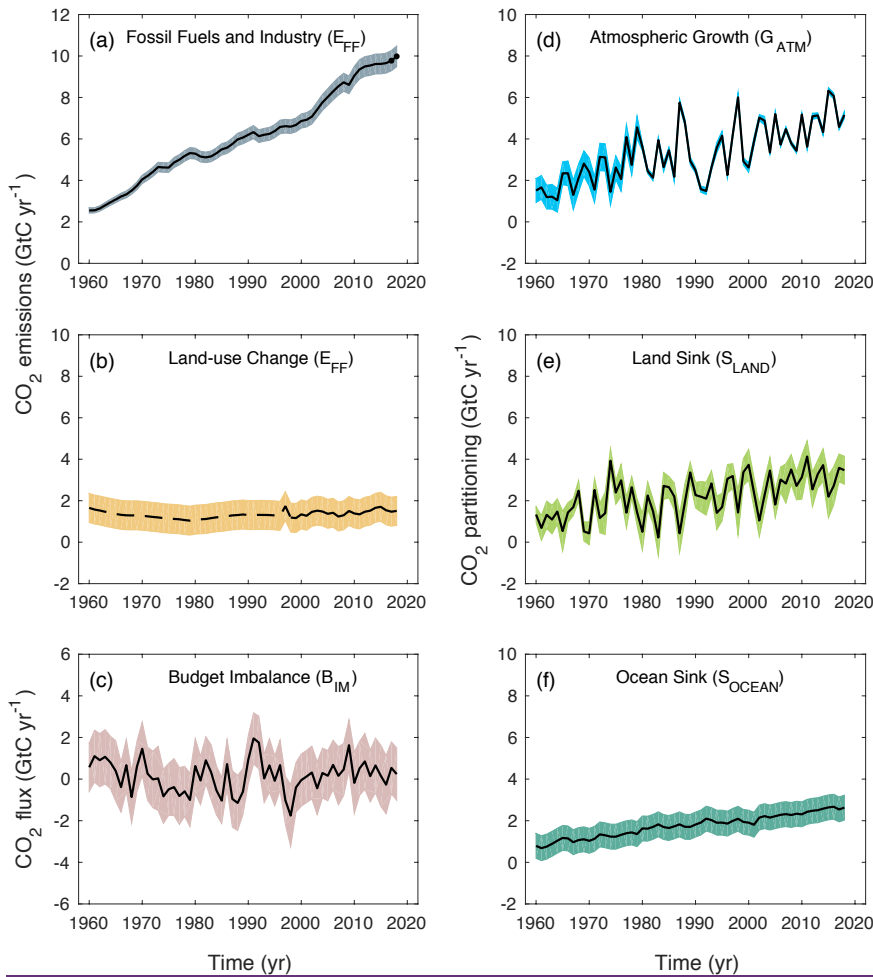 (a) Fossil Fuels and Industry (E_FF)
12
10
8
6
4
2
0
1960 1970 1980 1990 2000 2010 2020
CO₂ emissions (GtC yr⁻¹)
(b) Land-use Change (E_FF)
10
8
6
4
2
0
-2
1960 1970 1980 1990 2000 2010 2020
(c) Budget Imbalance (B_IM)
6
4
2
0
-2
-4
-6
1960 1970 1980 1990 2000 2010 2020
CO₂ flux (GtC yr⁻¹)
Time (yr)
(d) Atmospheric Growth (G_ATM)
10
8
6
4
2
0
-2
1960 1970 1980 1990 2000 2010 2020
CO₂ partitioning (GtC yr⁻¹)
(e) Land Sink (S_LAND)
10
8
6
4
2
0
-2
1960 1970 1980 1990 2000 2010 2020
(f) Ocean Sink (S_OCEAN)
10
8
6
4
2
0
-2
1960 1970 1980 1990 2000 2010 2020
Time (yr)